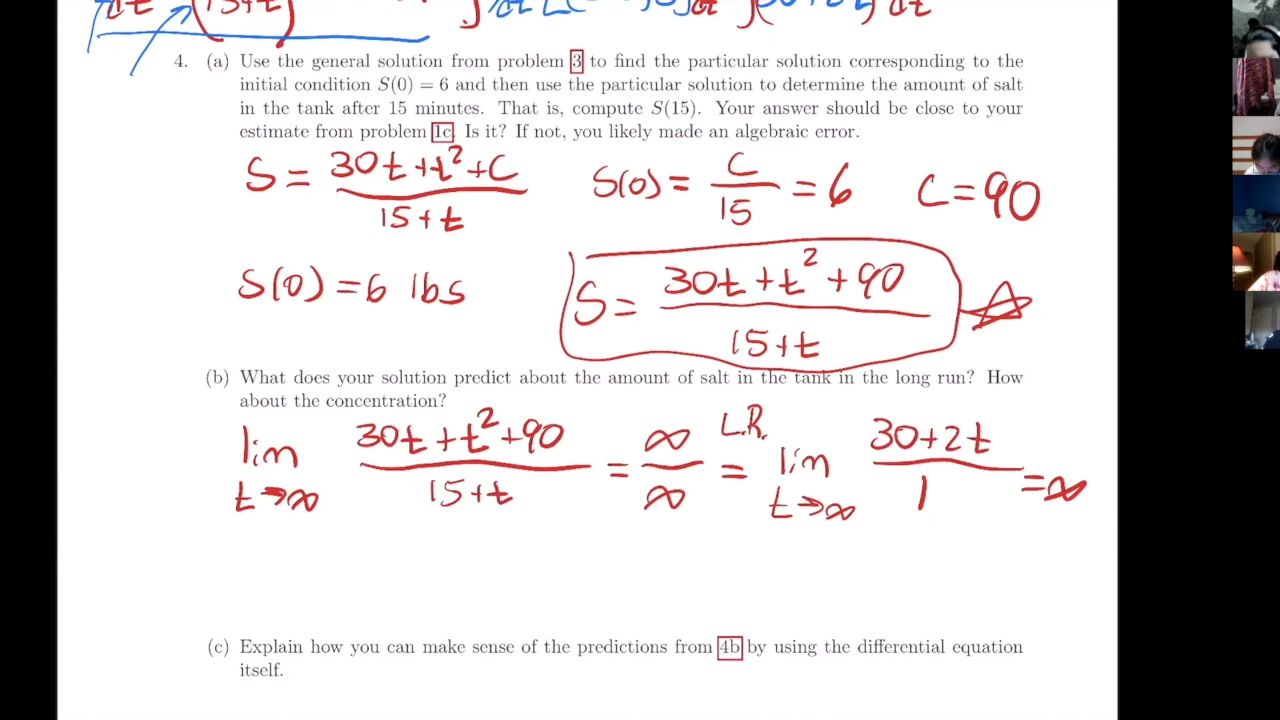 4. (a) Use the general solution from problem 3 to find the particular solution corresponding to the
initial condition S(0) = 6 and then use the particular solution to determine the amount of salt
in the tank after 15 minutes. That is, compute S(15). Your answer should be close to your
estimate from problem 1c. Is it? If not, you likely made an algebraic error.
S = (30t + t² + C)/(15 + t) S(0) = C/15 = 6 C = 90
S(0) = 6 lbs S = (30t + t² + 90)/(15 + t)
(b) What does your solution predict about the amount of salt in the tank in the long run? How
about the concentration?
lim t→∞ (30t + t² + 90)/(15 + t) = ∞/∞ L.R. = lim t→∞ (30 + 2t)/1 = ∞
(c) Explain how you can make sense of the predictions from 4b by using the differential equation
itself.